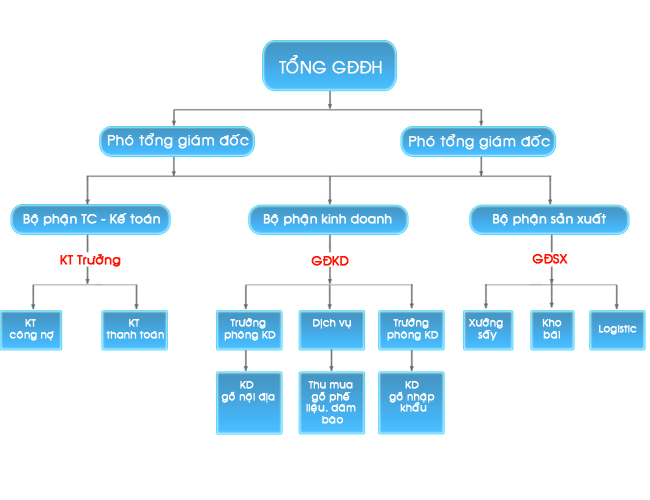 TỔNG GĐĐH
Phó tổng giám đốc
Phó tổng giám đốc
Bộ phận TC - Kế toán
Bộ phận kinh doanh
Bộ phận sản xuất
KT Trưởng
GĐKD
GĐSX
KT
công nợ
KT
thanh toán
Trưởng
phòng KD
Dịch vụ
Trưởng
phòng KD
Xưởng
sấy
Kho
bãi
Logistic
KD
gỗ nội địa
Thu mua
gỗ phế
liệu, dăm
bào
KD
gỗ nhập
khẩu